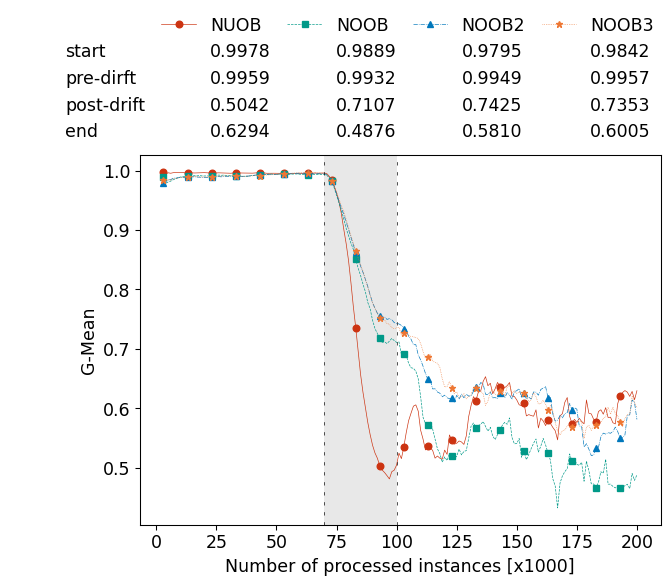 NUOB NOOB NOOB2 NOOB3
start 0.9978 0.9889 0.9795 0.9842
pre-dirft 0.9959 0.9932 0.9949 0.9957
post-drift 0.5042 0.7107 0.7425 0.7353
end 0.6294 0.4876 0.5810 0.6005
1.0
0.9
0.8
0.7
0.6
0.5
G-Mean
0 25 50 75 100 125 150 175 200
Number of processed instances [x1000]